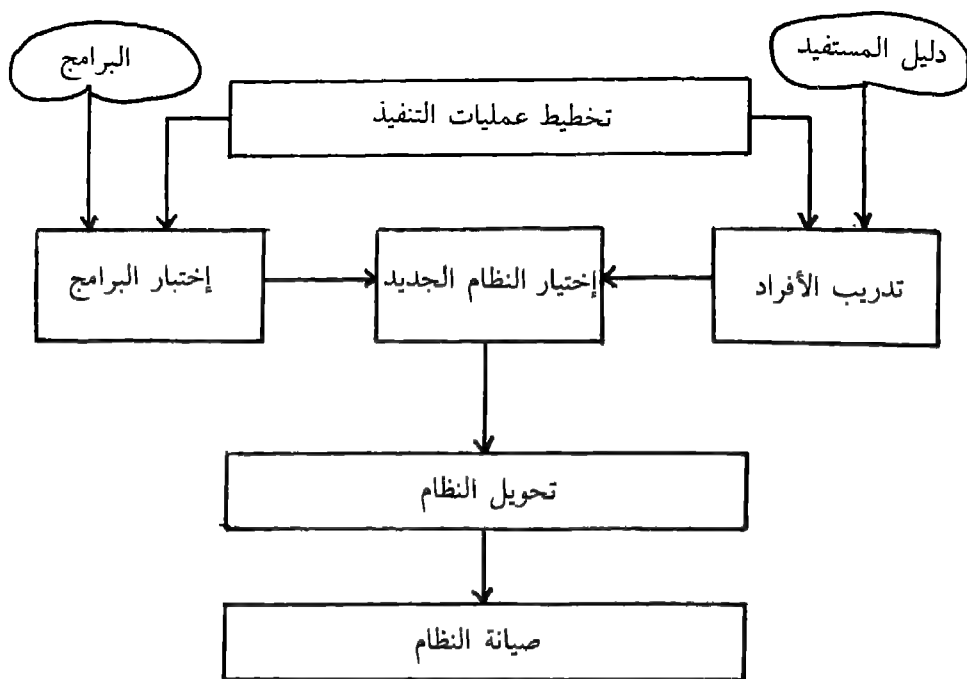 دليل المستفيد
البرامج
تخطيط عمليات التنفيذ
تدريب الأفراد
إختيار النظام الجديد
إختبار البرامج
تحويل النظام
صيانة النظام